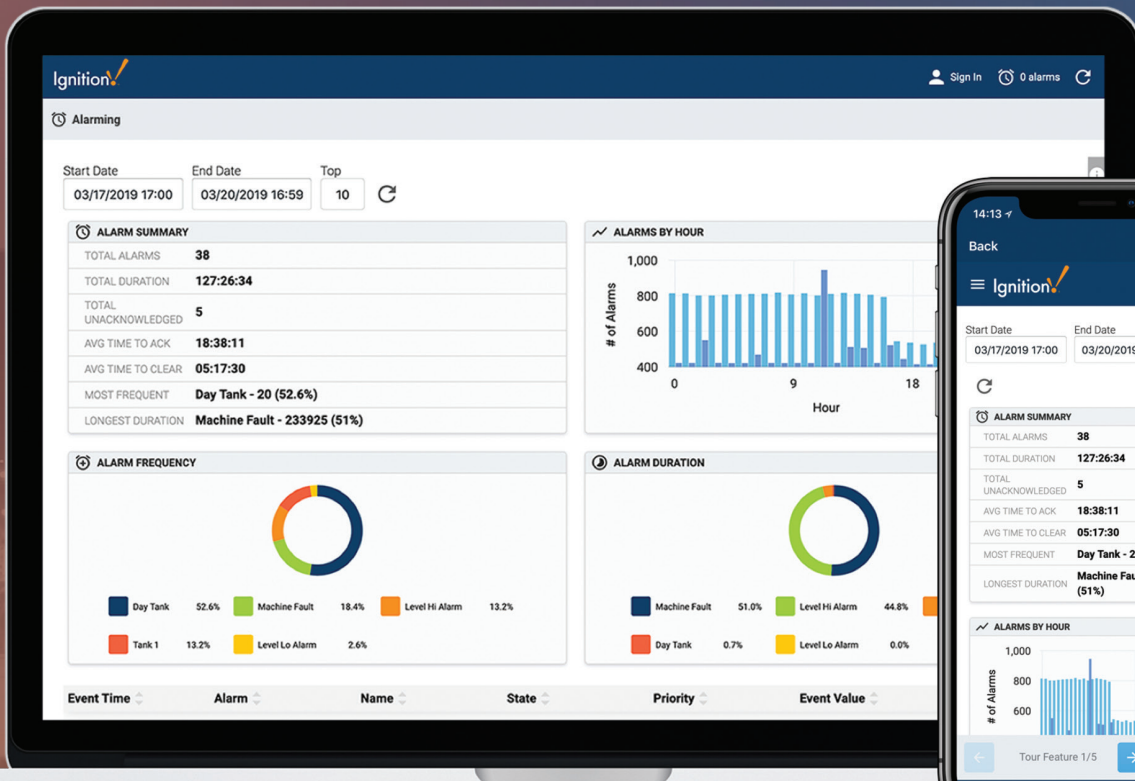 Ignition!
Sign In 0 alarms
Alarming
Start Date End Date Top
03/17/2019 17:00 03/20/2019 16:59 10
ALARM SUMMARY
TOTAL ALARMS 38
TOTAL DURATION 127:26:34
TOTAL
UNACKNOWLEDGED 5
AVG TIME TO ACK 18:38:11
AVG TIME TO CLEAR 05:17:30
MOST FREQUENT Day Tank - 20 (52.6%)
LONGEST DURATION Machine Fault - 233925 (51%)
ALARMS BY HOUR
# of Alarms
1,000
800
600
400
0 9 18
Hour
ALARM FREQUENCY
Day Tank 52.6% Machine Fault 18.4% Level Hi Alarm 13.2%
Tank 1 13.2% Level Lo Alarm 2.6%
ALARM DURATION
Machine Fault 51.0% Level Hi Alarm 44.8%
Day Tank 0.7% Level Lo Alarm 0.0%
Event Time Alarm Name State Priority Event Value
14:13
Back
Ignition!
Start Date End Date
03/17/2019 17:00 03/20/2019
ALARM SUMMARY
TOTAL ALARMS 38
TOTAL DURATION 127:26:34
TOTAL
UNACKNOWLEDGED 5
AVG TIME TO ACK 18:38:11
AVG TIME TO CLEAR 05:17:30
MOST FREQUENT Day Tank - 2
LONGEST DURATION Machine Fau
(51%)
ALARMS BY HOUR
# of Alarms
1,000
800
600
Tour Feature 1/5